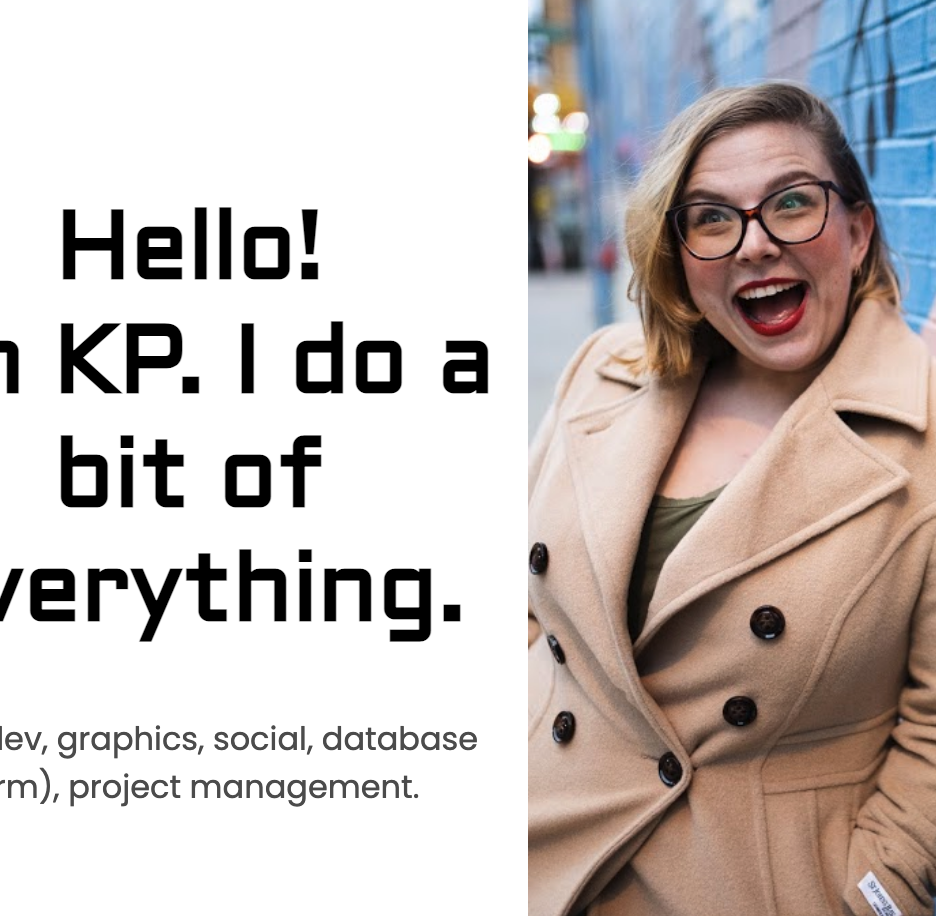 Hello!
m KP. I do a
bit of
verything.
dev, graphics, social, database
rm), project management.